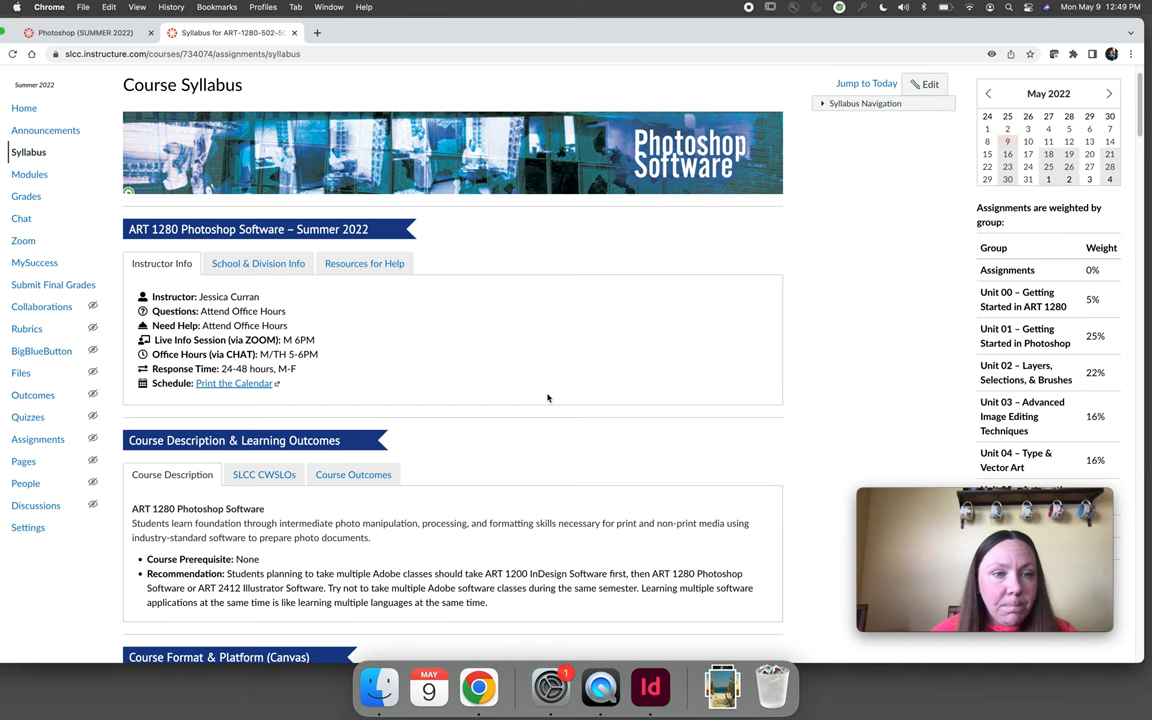 Chrome File Edit View History Bookmarks Profiles Tab Window Help Mon May 9 12:49 PM
Photoshop (SUMMER 2022) Syllabus for ART-1280-502-5
slcc.instructure.com/courses/734074/assignments/syllabus
Summer 2022
Home
Announcements
Syllabus
Modules
Grades
Chat
Zoom
MySuccess
Submit Final Grades
Collaborations
Rubrics
BigBlueButton
Files
Outcomes
Quizzes
Assignments
Pages
People
Discussions
Settings
Course Syllabus
Jump to Today Edit
Syllabus Navigation
Photoshop
Software
ART 1280 Photoshop Software – Summer 2022
Instructor Info School & Division Info Resources for Help
Instructor: Jessica Curran
Questions: Attend Office Hours
Need Help: Attend Office Hours
Live Info Session (via ZOOM): M 6PM
Office Hours (via CHAT): M/TH 5-6PM
Response Time: 24-48 hours, M-F
Schedule: Print the Calendar
Course Description & Learning Outcomes
Course Description SLCC CWSLOs Course Outcomes
ART 1280 Photoshop Software
Students learn foundation through intermediate photo manipulation, processing, and formatting skills necessary for print and non-print media using
industry-standard software to prepare photo documents.
• Course Prerequisite: None
• Recommendation: Students planning to take multiple Adobe classes should take ART 1200 InDesign Software first, then ART 1280 Photoshop
Software or ART 2412 Illustrator Software. Try not to take multiple Adobe software classes during the same semester. Learning multiple software
applications at the same time is like learning multiple languages at the same time.
Course Format & Platform (Canvas)
May 2022
24 25 26 27 28 29 30
1 2 3 4 5 6 7
8 9 10 11 12 13 14
15 16 17 18 19 20 21
22 23 24 25 26 27 28
29 30 31 1 2 3 4
Assignments are weighted by
group:
Group Weight
Assignments 0%
Unit 00 – Getting
Started in ART 1280 5%
Unit 01 – Getting
Started in Photoshop 25%
Unit 02 – Layers,
Selections, & Brushes 22%
Unit 03 – Advanced
Image Editing
Techniques 16%
Unit 04 – Type &
Vector Art 16%
MAY
9
1
Id